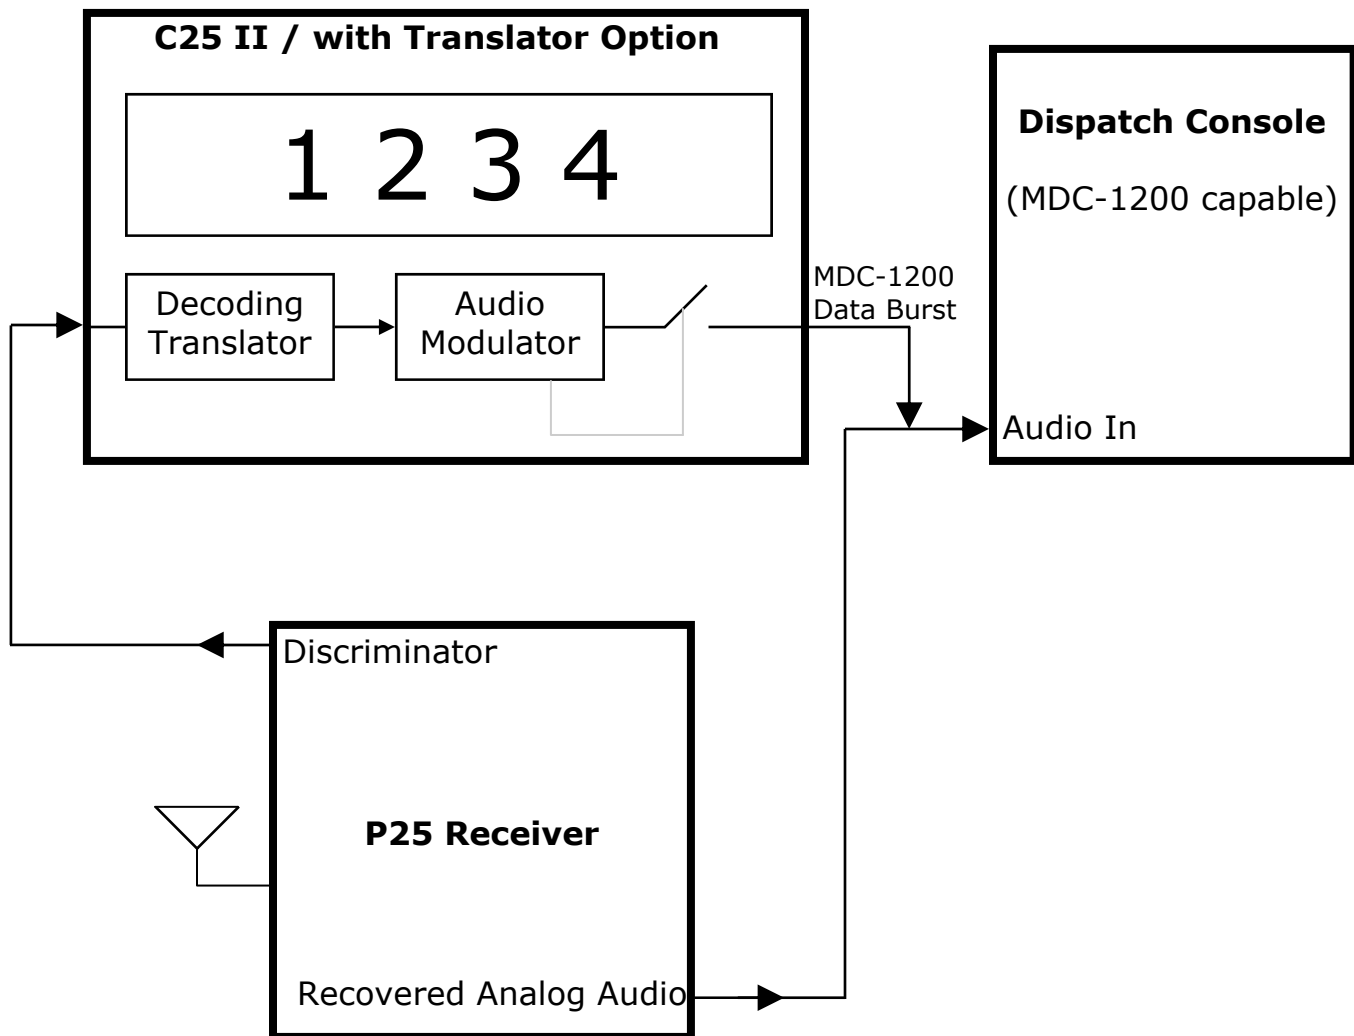 C25 II / with Translator Option
1 2 3 4
Decoding
Translator
Audio
Modulator
MDC-1200
Data Burst
Dispatch Console
(MDC-1200 capable)
Audio In
Discriminator
P25 Receiver
Recovered Analog Audio